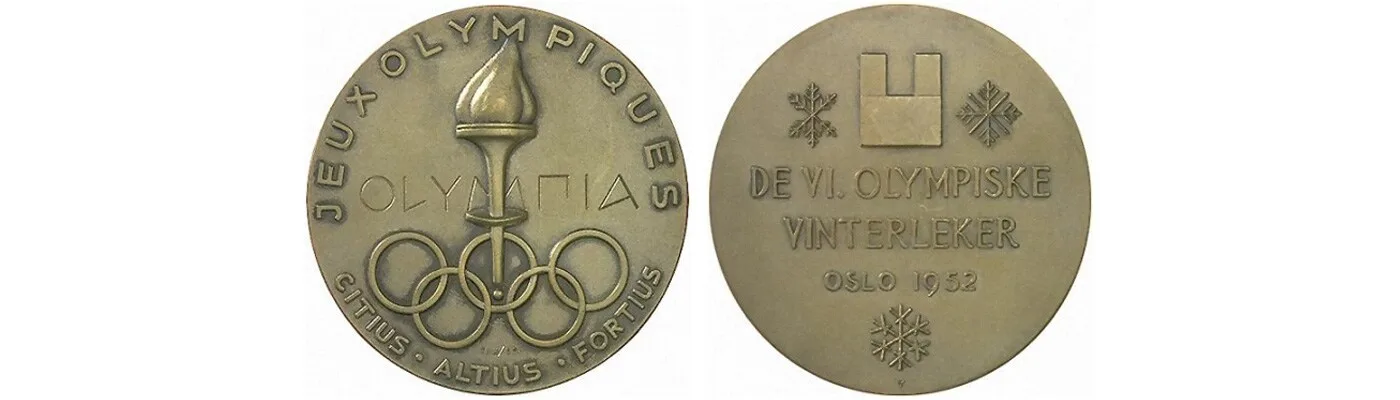 JEUX OLYMPIQUES
OLYMΠIA
CITIUS · ALTIUS · FORTIUS
DE VI. OLYMPISKE
VINTERLEKER
OSLO 1952